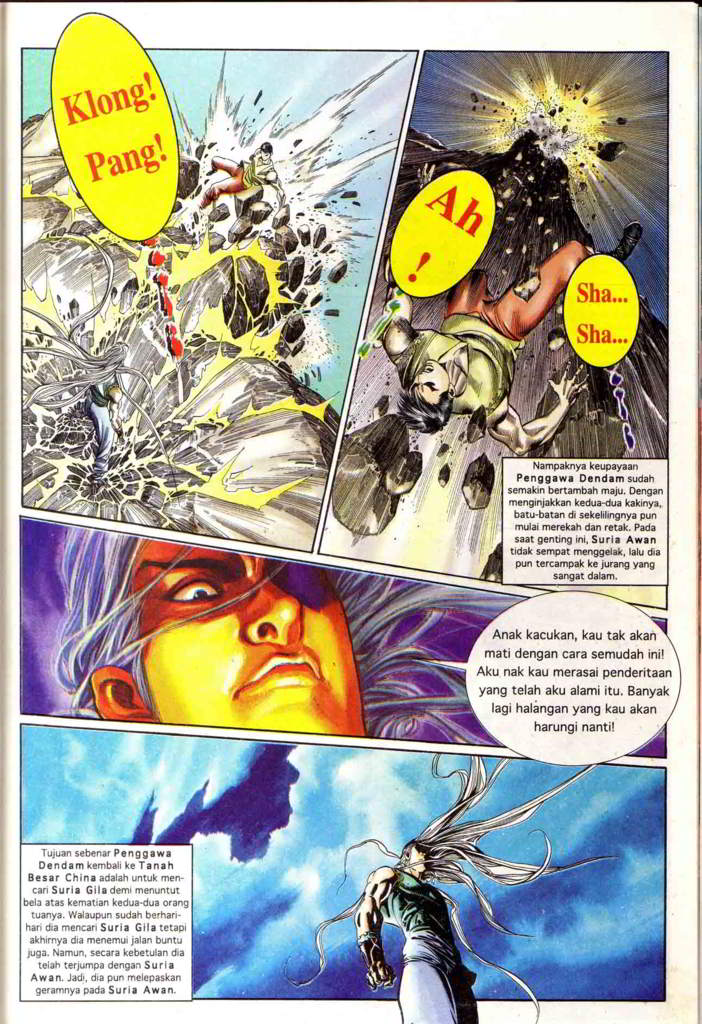 Klong!
Pang!
Ah
!
Sha...
Sha...
Nampaknya keupayaan
Penggawa Dendam sudah
semakin bertambah maju. Dengan
menginjakkan kedua-dua kakinya,
batu-batan di sekelilingnya pun
mulai merekah dan retak. Pada
saat genting ini, Suria Awan
tidak sempat menggelak, lalu dia
pun tercampak ke jurang yang
sangat dalam.
Anak kacukan, kau tak akan
mati dengan cara semudah ini!
Aku nak kau merasai penderitaan
yang telah aku alami itu. Banyak
lagi halangan yang kau akan
harungi nanti!
Tujuan sebenar Penggawa
Dendam kembali ke Tanah
Besar China adalah untuk men-
cari Suria Gila demi menuntut
bela atas kematian kedua-dua orang
tuanya. Walaupun sudah berhari-
hari dia mencari Suria Gila tetapi
akhirnya dia menemui jalan buntu
juga. Namun, secara kebetulan dia
telah terjumpa dengan Suria
Awan. Jadi, dia pun melepaskan
geramnya pada Suria Awan.